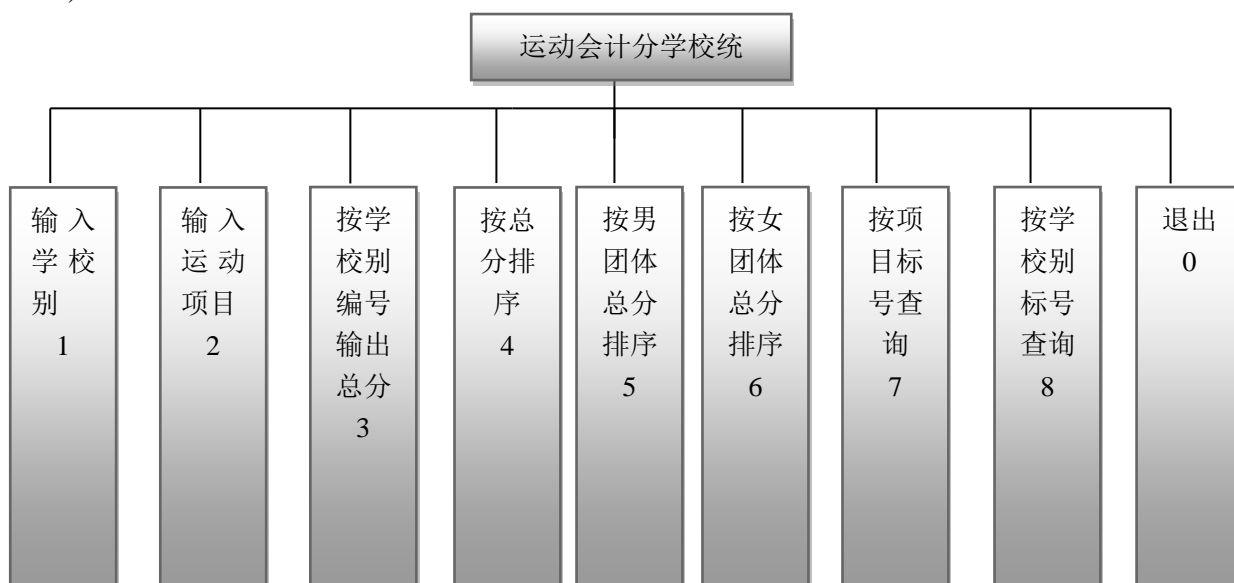 运动会计分学校统
输 入
学 校
别
1
输 入
运 动
项目
2
按学
校别
编号
输出
总分
3
按总
分排
序
4
按男
团体
总分
排序
5
按女
团体
总分
排序
6
按项
目标
号查
询
7
按学
校别
标号
查询
8
退出
0